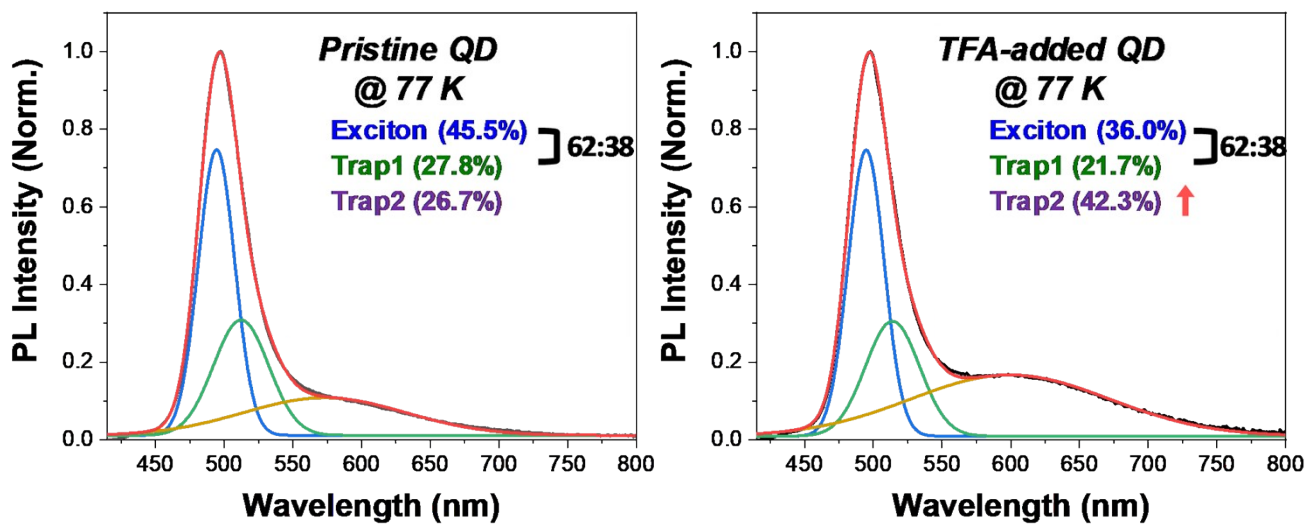 Pristine QD
@ 77 K
Exciton (45.5%)
Trap1 (27.8%)
62:38
Trap2 (26.7%)
PL Intensity (Norm.)
1.0
0.8
0.6
0.4
0.2
0.0
450 500 550 600 650 700 750 800
Wavelength (nm)
TFA-added QD
@ 77 K
Exciton (36.0%)
Trap1 (21.7%)
62:38
Trap2 (42.3%)
PL Intensity (Norm.)
1.0
0.8
0.6
0.4
0.2
0.0
450 500 550 600 650 700 750 800
Wavelength (nm)